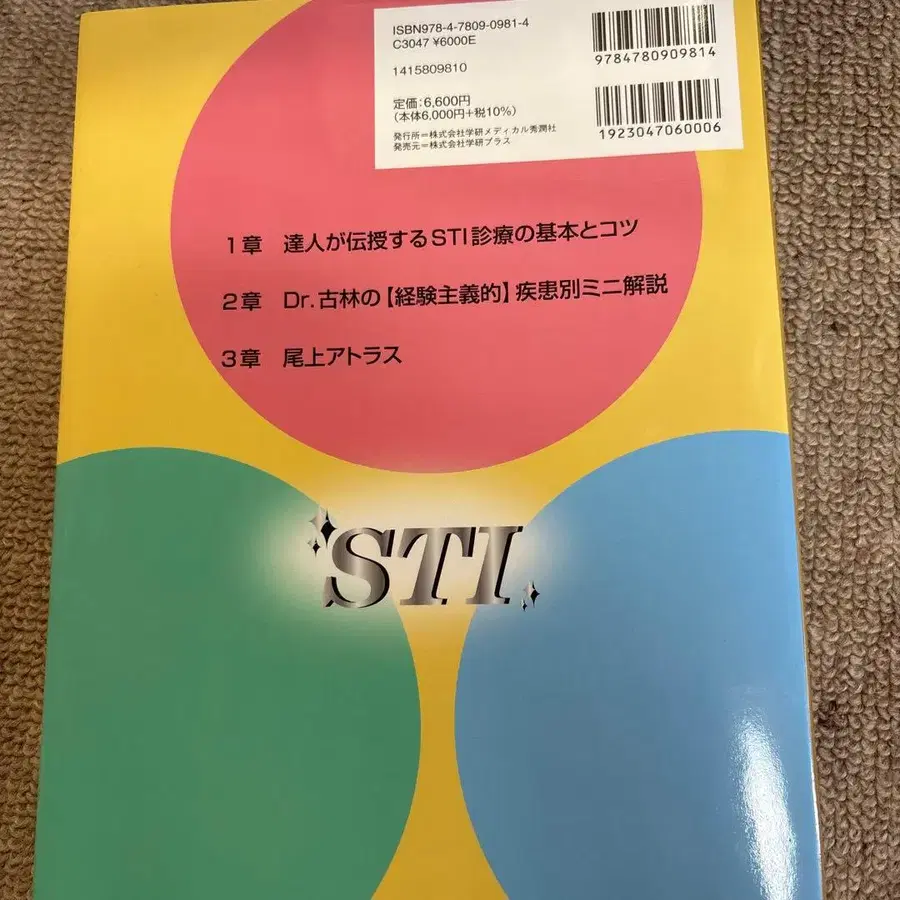 ISBN978-4-7809-0981-4
C3047 ¥6000E
1415809810
定価:6,600円
(本体6,000円+税10%)
発行所=株式会社学研メディカル秀潤社
発売元=株式会社学研プラス
9784780909814
1923047060006
1章 達人が伝授するSTI診療の基本とコツ
2章 Dr.古林の【経験主義的】疾患別ミニ解説
3章 尾上アトラス
STI